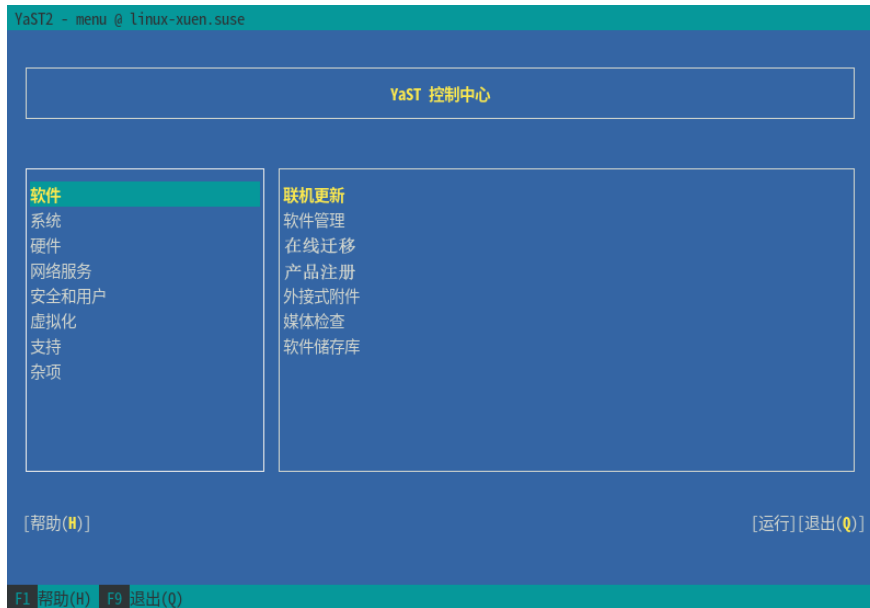 YaST2 - menu @ linux-xuen.suse
YaST 控制中心
软件
系统
硬件
网络服务
安全和用户
虚拟化
支持
杂项
联机更新
软件管理
在线迁移
产品注册
外接式附件
媒体检查
软件储存库
[帮助(H)] [运行][退出(Q)]
F1 帮助(H) F9 退出(Q)